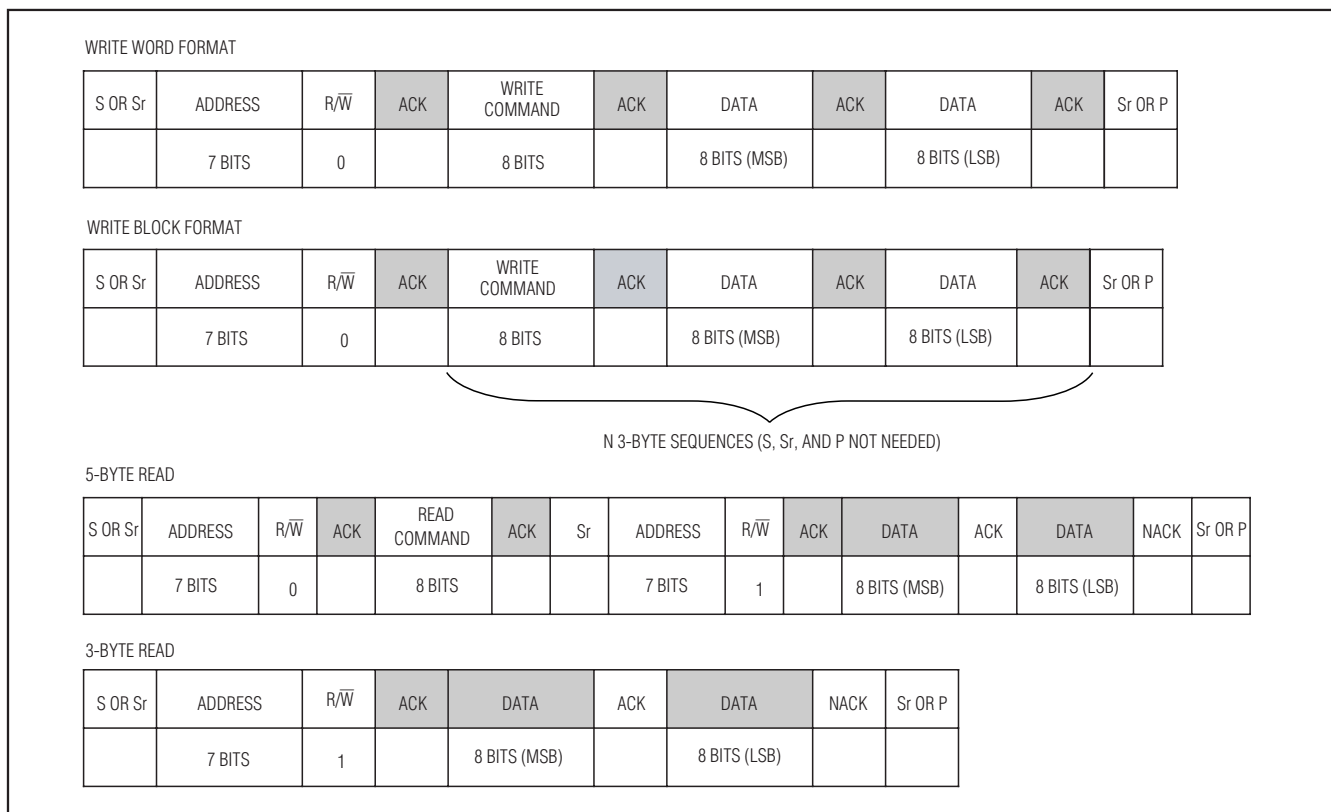 WRITE WORD FORMAT
S OR Sr ADDRESS R/W̅ ACK WRITE COMMAND ACK DATA ACK DATA ACK Sr OR P
7 BITS 0 8 BITS 8 BITS (MSB) 8 BITS (LSB)
WRITE BLOCK FORMAT
S OR Sr ADDRESS R/W̅ ACK WRITE COMMAND ACK DATA ACK DATA ACK Sr OR P
7 BITS 0 8 BITS 8 BITS (MSB) 8 BITS (LSB)
N 3-BYTE SEQUENCES (S, Sr, AND P NOT NEEDED)
5-BYTE READ
S OR Sr ADDRESS R/W̅ ACK READ COMMAND ACK Sr ADDRESS R/W̅ ACK DATA ACK DATA NACK Sr OR P
7 BITS 0 8 BITS 7 BITS 1 8 BITS (MSB) 8 BITS (LSB)
3-BYTE READ
S OR Sr ADDRESS R/W̅ ACK DATA ACK DATA NACK Sr OR P
7 BITS 1 8 BITS (MSB) 8 BITS (LSB)